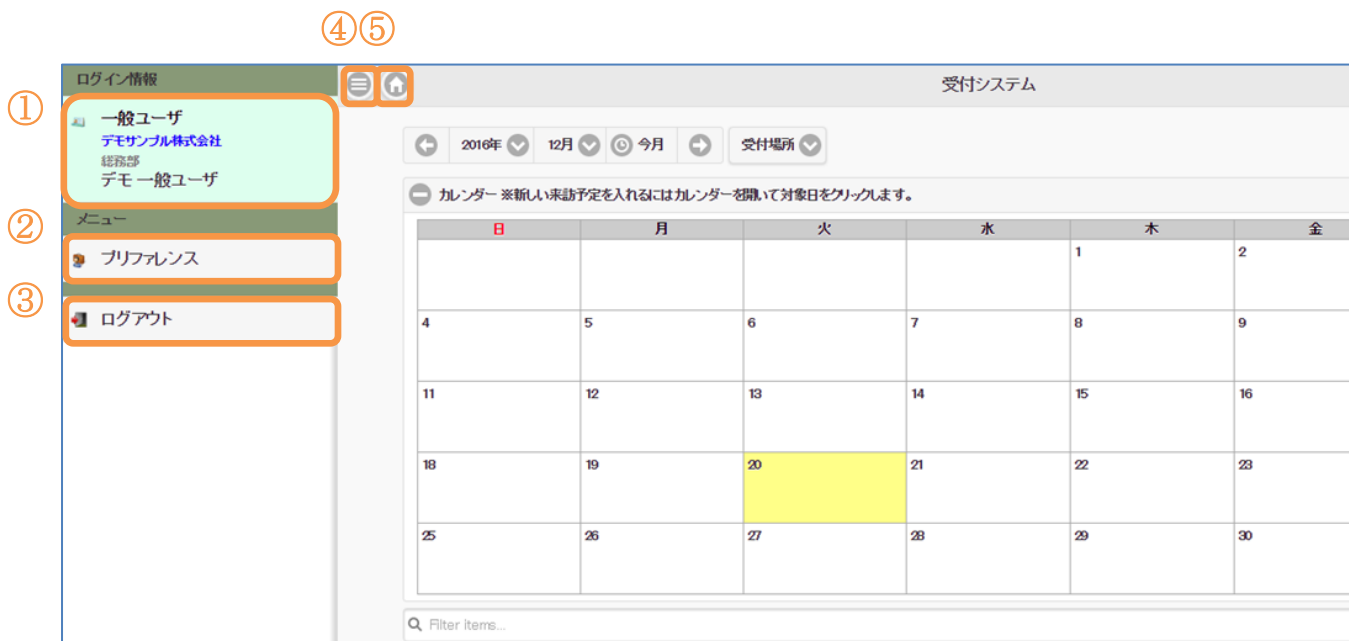 ④⑤
ログイン情報
受付システム
①
一般ユーザ
デモサンプル株式会社
総務部
デモ 一般ユーザ
2016年 12月 今月 受付場所
カレンダー ※新しい来訪予定を入れるにはカレンダーを開いて対象日をクリックします。
メニュー
②
プリファレンス
③
ログアウト
日 月 火 水 木 金
1 2
4 5 6 7 8 9
11 12 13 14 15 16
18 19 20 21 22 23
25 26 27 28 29 30
Filter items...